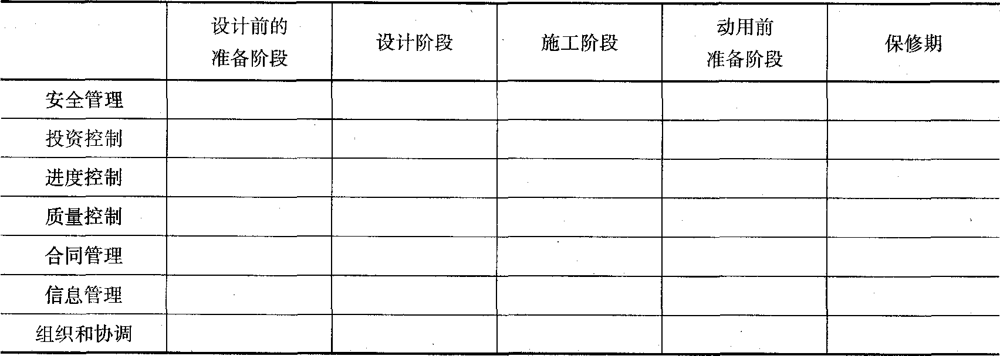 设计前的
准备阶段
设计阶段
施工阶段
动用前
准备阶段
保修期
安全管理
投资控制
进度控制
质量控制
合同管理
信息管理
组织和协调